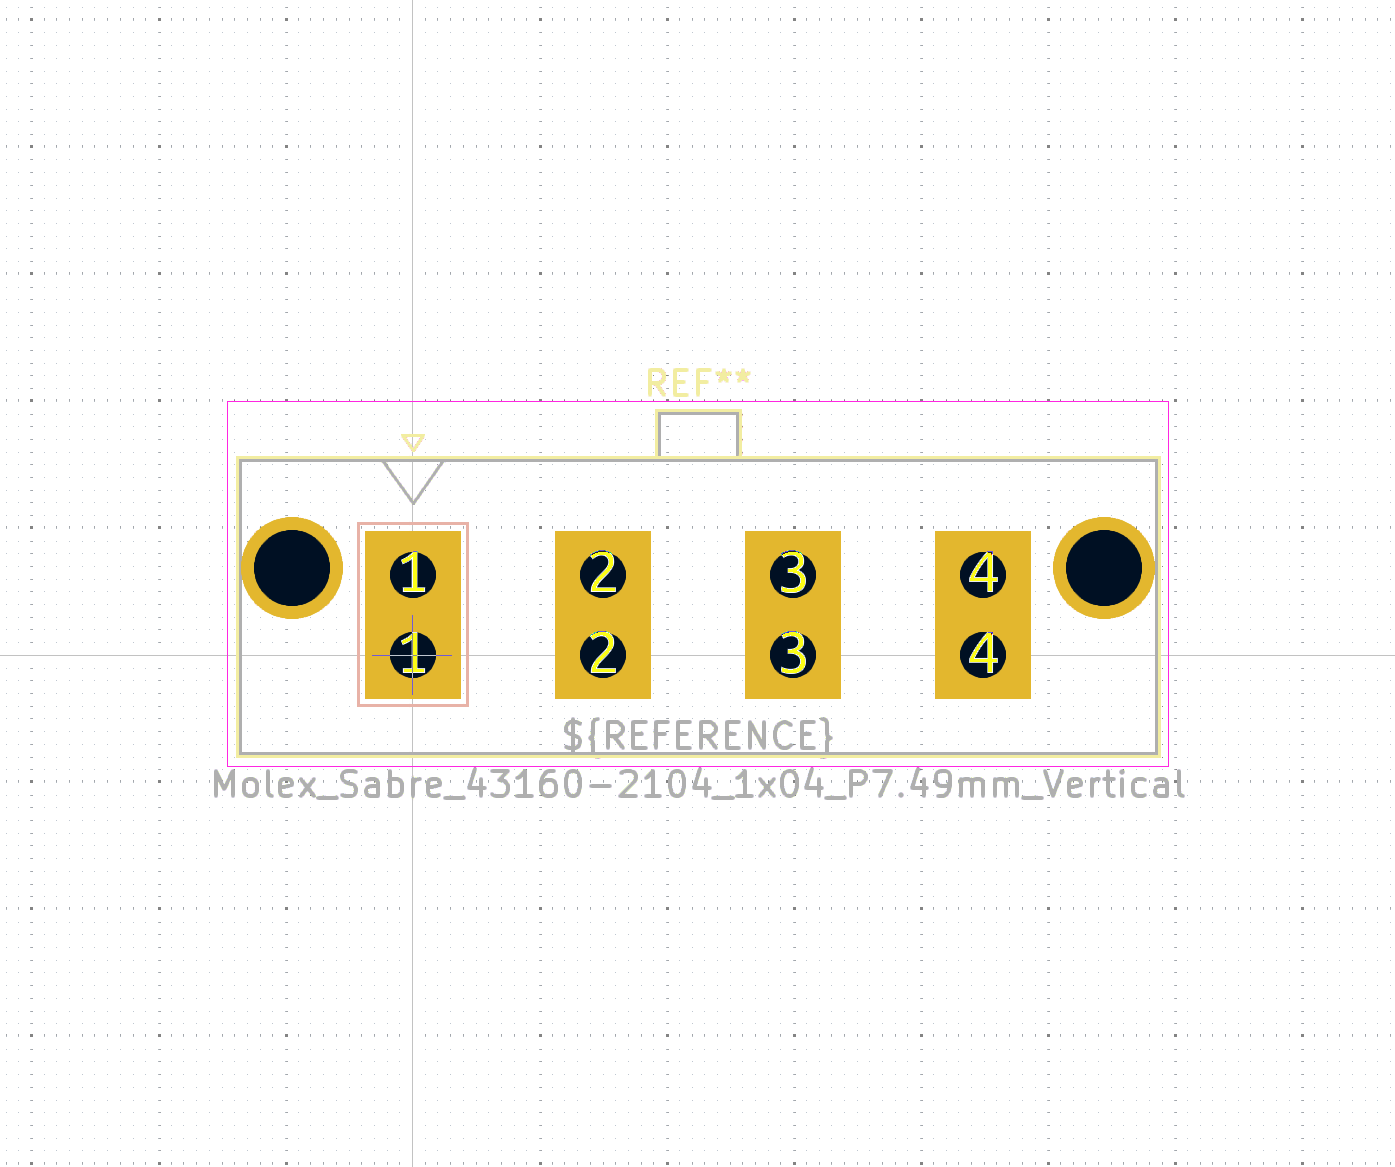 REF**
1 2 3 4
1 2 3 4
${REFERENCE}
Molex_Sabre_43160-2104_1x04_P7.49mm_Vertical